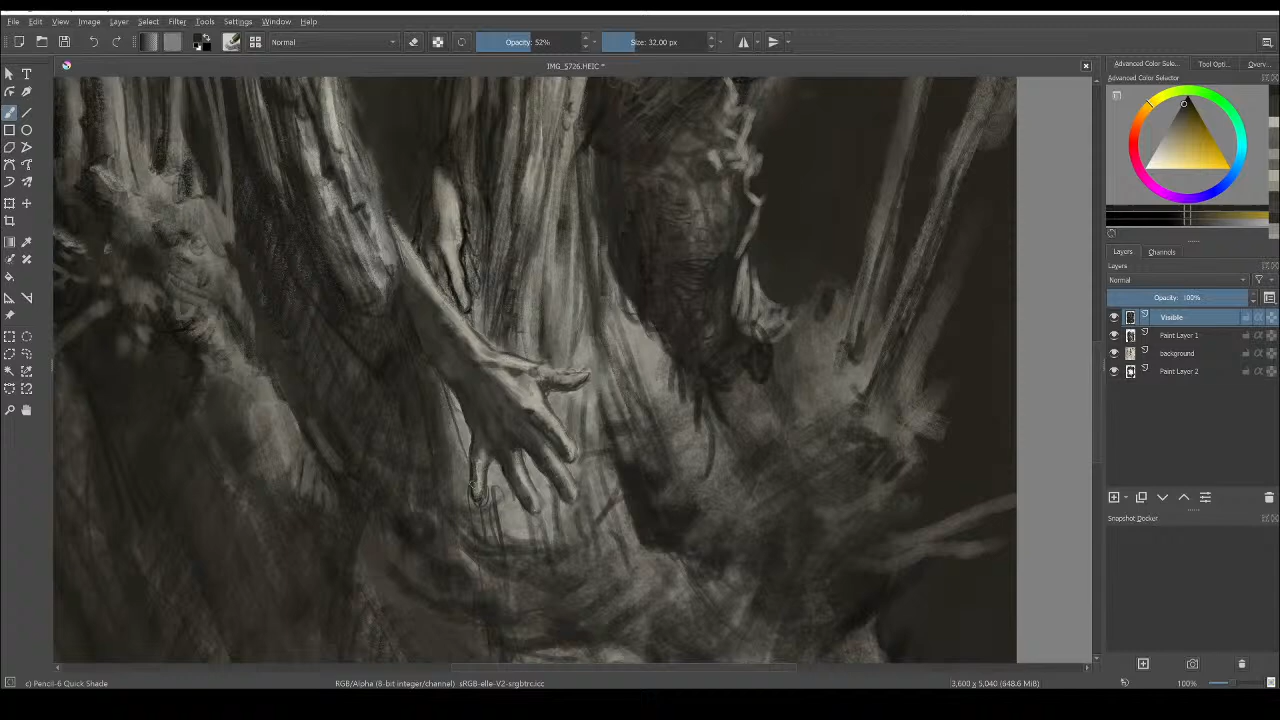 File Edit View Image Layer Select Filter Tools Settings Window Help
Normal Opacity: 52% Size: 32.00 px
IMG_5726.HEIC *
Advanced Color Sele... Tool Opti... Overv...
Advanced Color Selector
Layers Channels
Layers
Normal
Opacity: 100%
Visible
Paint Layer 1
background
Paint Layer 2
Snapshot Docker
c) Pencil-6 Quick Shade RGB/Alpha (8-bit integer/channel) sRGB-elle-V2-srgbtrc.icc 3,600 x 5,040 (648.6 MiB) 100%